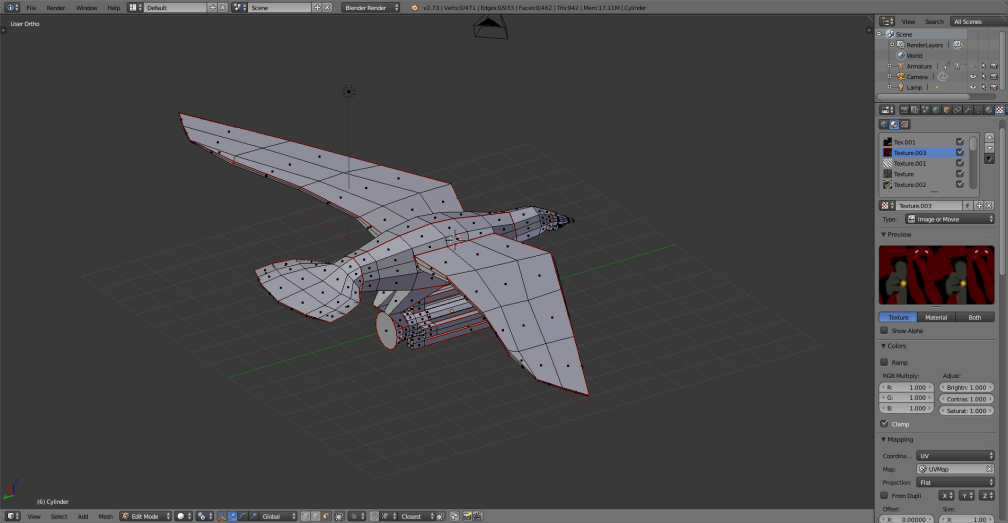 File Render Window Help Default Scene Blender Render v2.73 | Verts:0/471 | Edges:0/933 | Faces:0/462 | Tris:942 | Mem:17.11M | Cylinder
User Ortho
View Search All Scenes
Scene
RenderLayers
World
Armature
Camera
Lamp
Tex.001
Texture.003
Texture.001
Texture
Texture.002
Texture.003 F
Type: Image or Movie
Preview
Texture Material Both
Show Alpha
Colors
Ramp
RGB Multiply: Adjust:
R: 1.000 Brightn: 1.000
G: 1.000 Contras: 1.000
B: 1.000 Saturat: 1.000
Clamp
Mapping
Coordina... UV
Map: UVMap
Projection: Flat
From Dupli X Y Z
Offset: Size:
X: 0.00000 X: 1.00
(6) Cylinder
View Select Add Mesh Edit Mode Global Closest